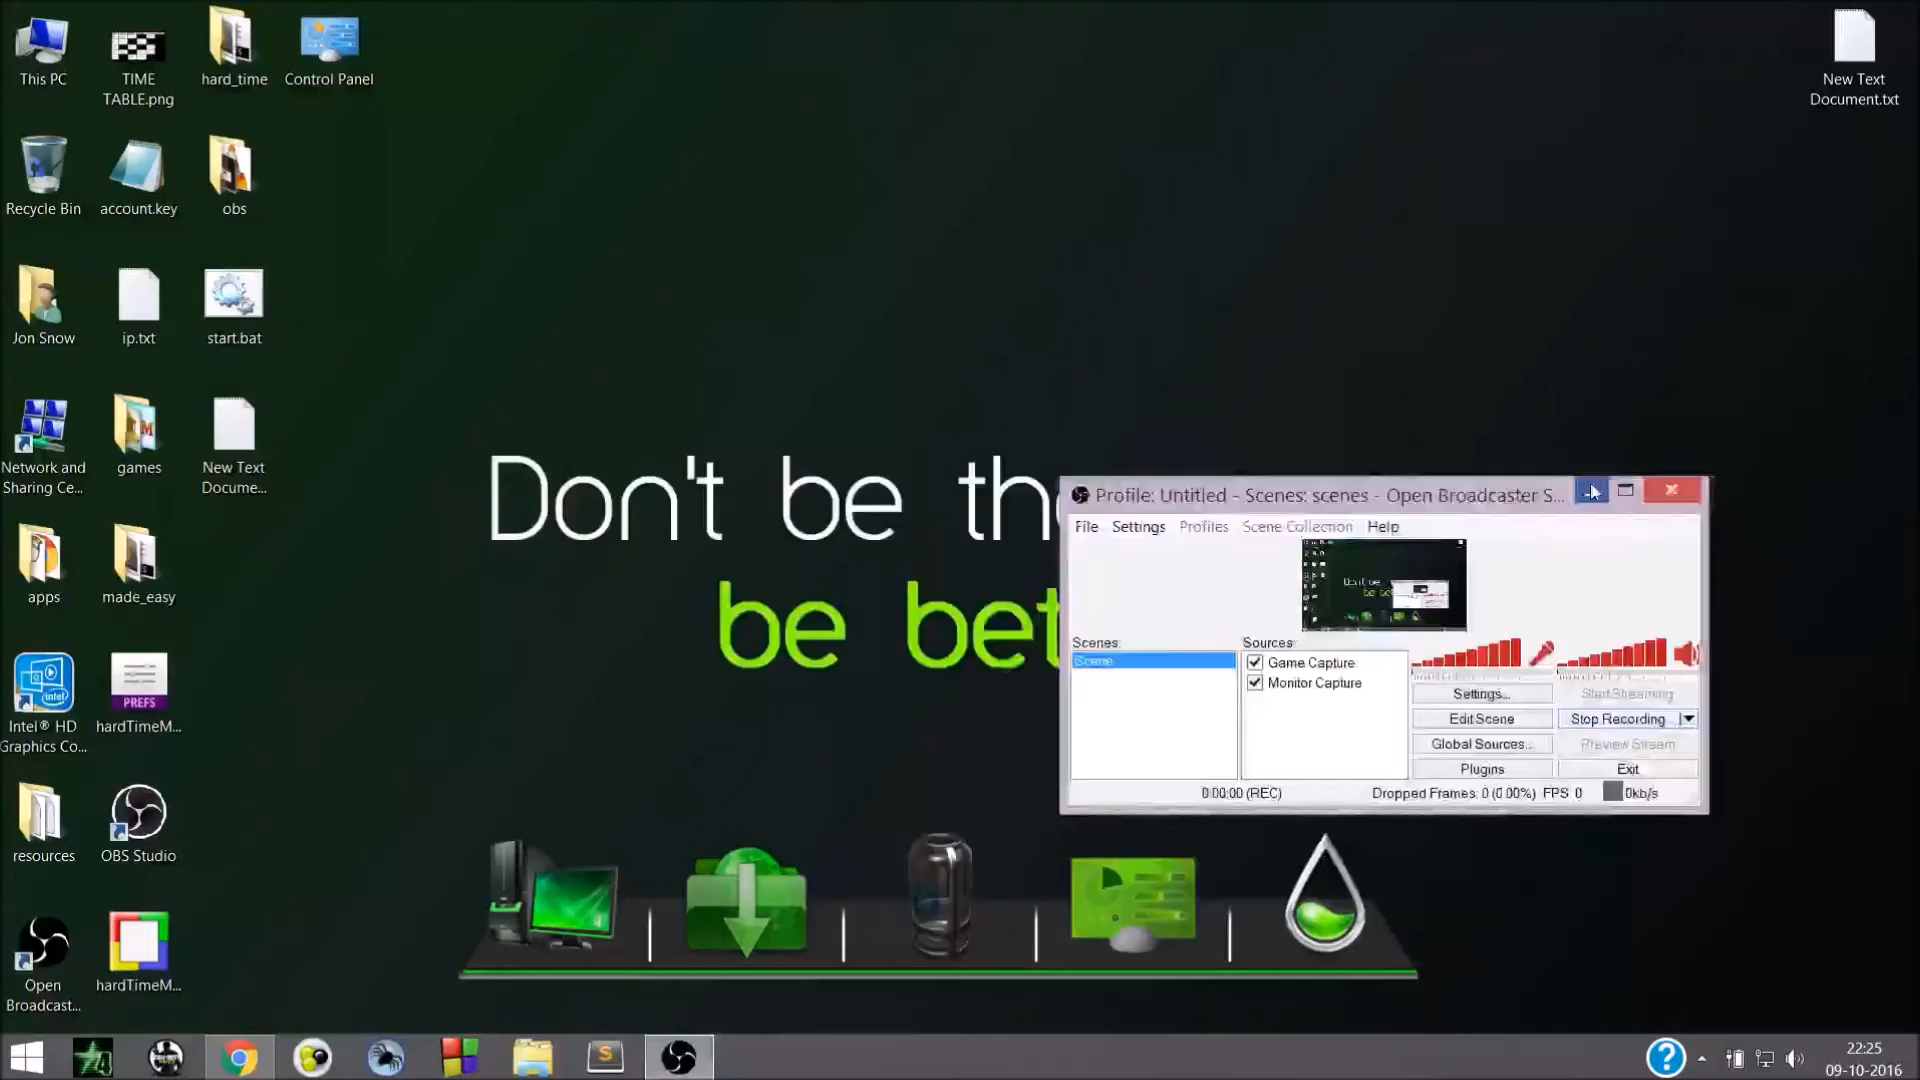 This PC
TIME
TABLE.png
hard_time
Control Panel
New Text
Document.txt
Recycle Bin
account.key
obs
Jon Snow
ip.txt
start.bat
Network and
Sharing Ce...
games
New Text
Docume...
apps
made_easy
Intel® HD
Graphics Co...
PREFS
hardTimeM...
resources
OBS Studio
Open
Broadcast...
hardTimeM...
Don't be th
be bet
Profile: Untitled - Scenes: scenes - Open Broadcaster S...
File Settings Profiles Scene Collection Help
Scenes:
Scene
Sources:
Game Capture
Monitor Capture
Settings...
Start Streaming
Edit Scene
Stop Recording
Global Sources...
Preview Stream
Plugins
Exit
0:00:00 (REC)
Dropped Frames: 0 (0.00%) FPS: 0
0kb/s
22:25
09-10-2016